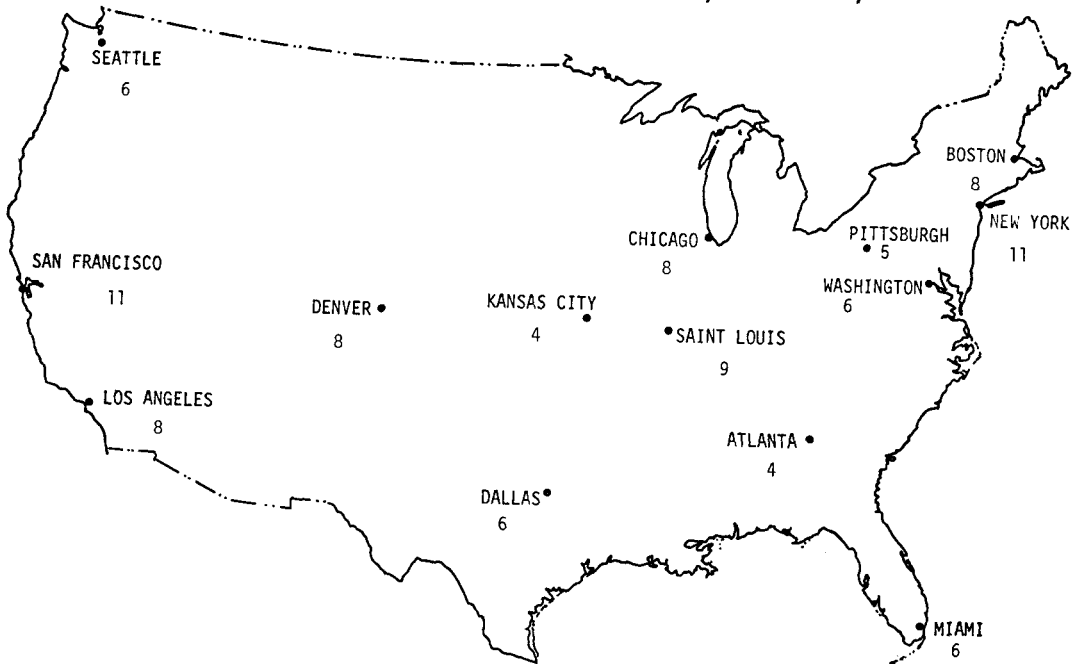 SEATTLE
6
BOSTON
8
NEW YORK
11
CHICAGO
8
PITTSBURGH
5
SAN FRANCISCO
11
WASHINGTON
6
DENVER
8
KANSAS CITY
4
SAINT LOUIS
9
LOS ANGELES
8
ATLANTA
4
DALLAS
6
MIAMI
6